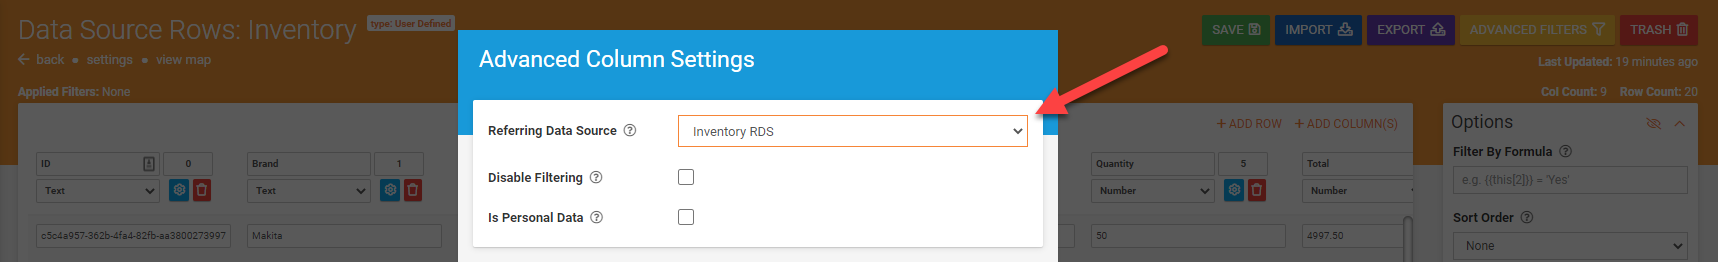 Data Source Rows: Inventory type: User Defined
SAVE IMPORT EXPORT ADVANCED FILTERS TRASH
back • settings • view map
Last Updated: 19 minutes ago
Applied Filters: None
Col Count: 9 Row Count: 20
Advanced Column Settings
Referring Data Source Inventory RDS
Disable Filtering
Is Personal Data
+ ADD ROW + ADD COLUMN(S)
ID 0 Brand 1 Quantity 5 Total
Text Text Number Number
c5c4a957-362b-4fa4-82fb-aa3800273997 Makita 50 4997.50
Options
Filter By Formula
e.g. {{this[2]}} = 'Yes'
Sort Order
None